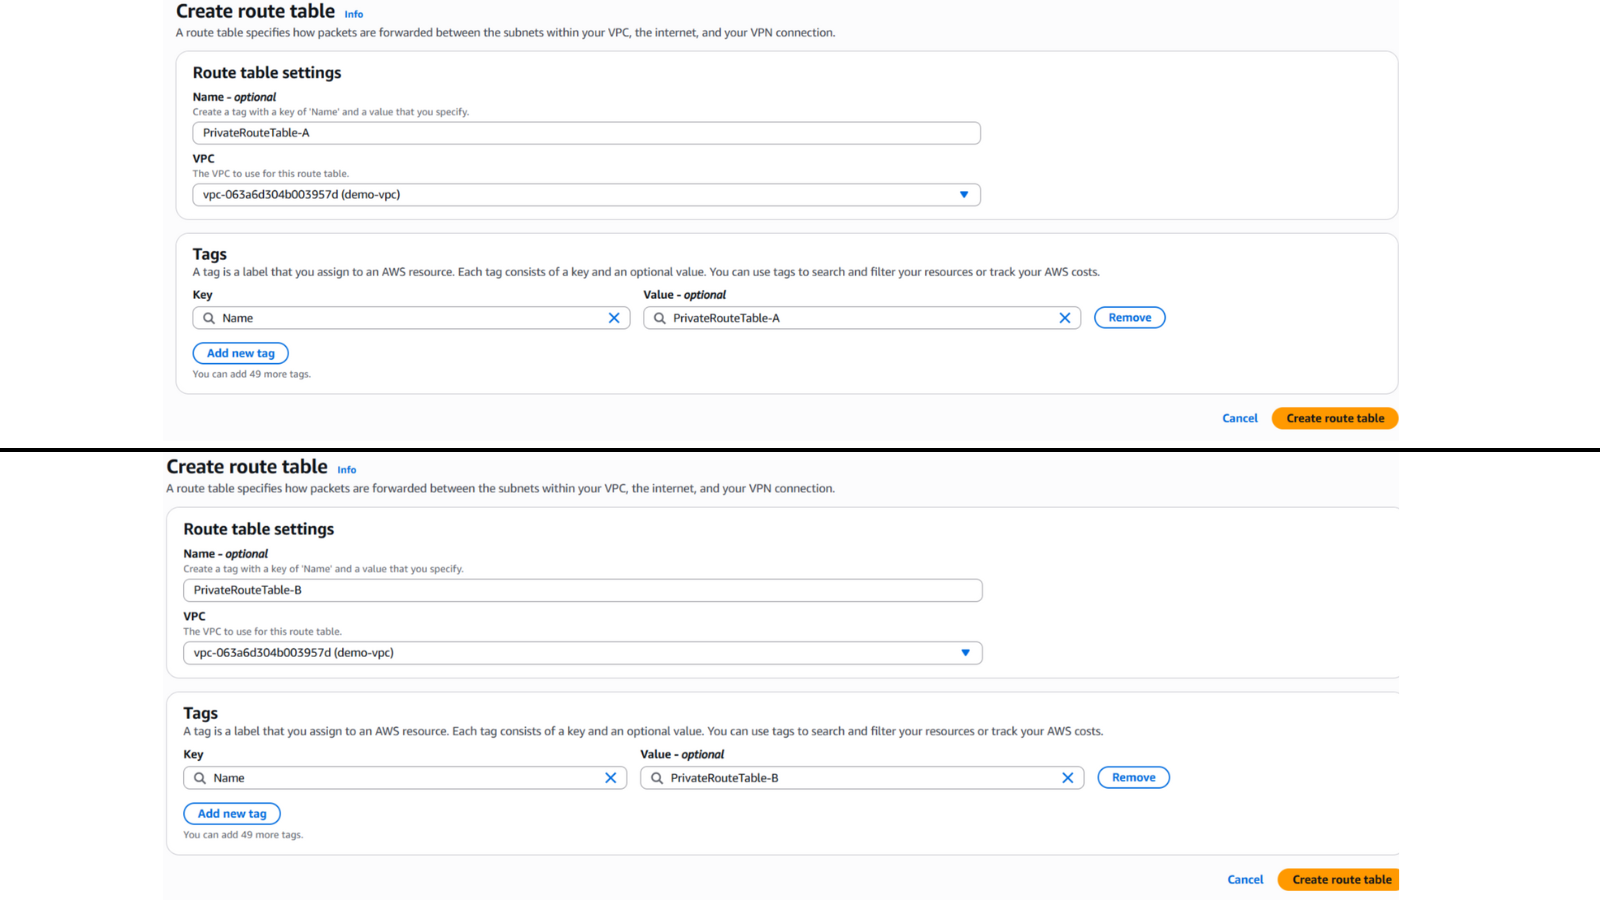 Create route table Info
A route table specifies how packets are forwarded between the subnets within your VPC, the internet, and your VPN connection.
Route table settings
Name - optional
Create a tag with a key of 'Name' and a value that you specify.
PrivateRouteTable-A
VPC
The VPC to use for this route table.
vpc-063a6d304b003957d (demo-vpc)
Tags
A tag is a label that you assign to an AWS resource. Each tag consists of a key and an optional value. You can use tags to search and filter your resources or track your AWS costs.
Key Value - optional
Name PrivateRouteTable-A Remove
Add new tag
You can add 49 more tags.
Cancel Create route table
Create route table Info
A route table specifies how packets are forwarded between the subnets within your VPC, the internet, and your VPN connection.
Route table settings
Name - optional
Create a tag with a key of 'Name' and a value that you specify.
PrivateRouteTable-B
VPC
The VPC to use for this route table.
vpc-063a6d304b003957d (demo-vpc)
Tags
A tag is a label that you assign to an AWS resource. Each tag consists of a key and an optional value. You can use tags to search and filter your resources or track your AWS costs.
Key Value - optional
Name PrivateRouteTable-B Remove
Add new tag
You can add 49 more tags.
Cancel Create route table